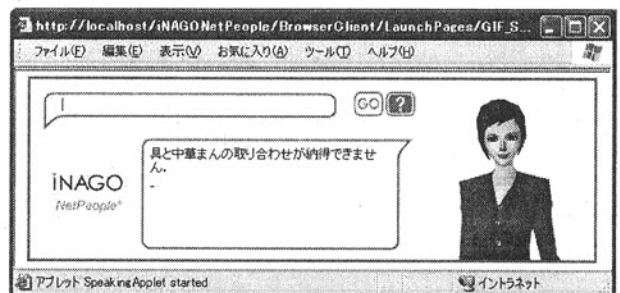 http://localhost/iNAGONetPeople/BrowserClient/LaunchPages/GIF_S...
ファイル(F) 編集(E) 表示(V) お気に入り(A) ツール(T) ヘルプ(H)
GO ?
具と中華まんの取り合わせが納得できませ
ん。
-
iNAGO
NetPeople®
アプレット SpeakingApplet started
イントラネット